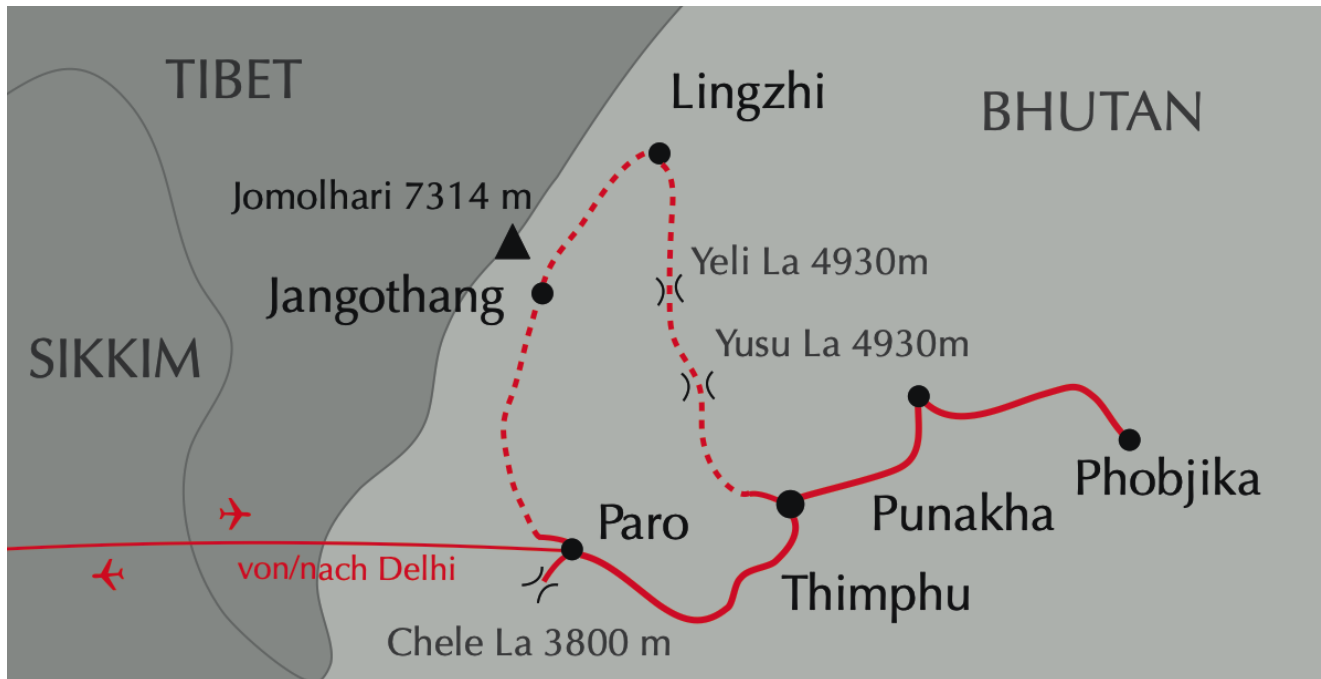 TIBET
Lingzhi
BHUTAN
Jomolhari 7314 m
Yeli La 4930m
Jangothang
Yusu La 4930m
SIKKIM
Phobjika
Punakha
Paro
von/nach Delhi
Thimphu
Chele La 3800 m